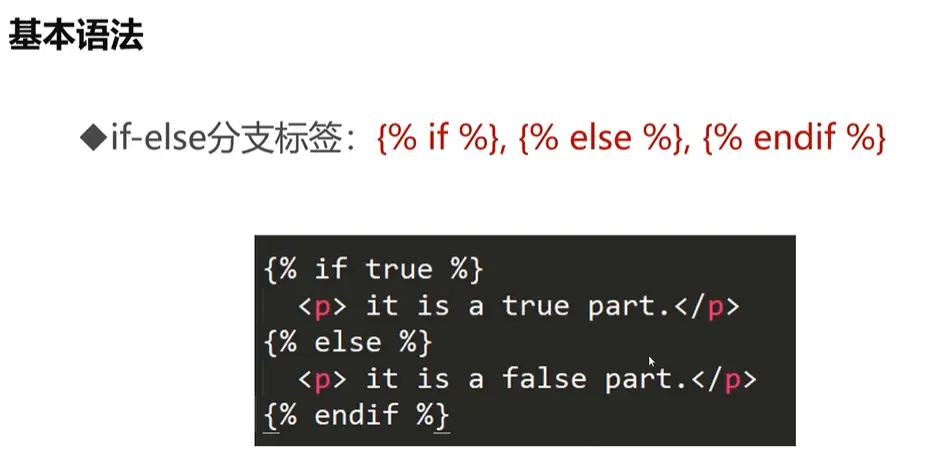 基本语法
◆if-else分支标签：{% if %}, {% else %}, {% endif %}
{% if true %}
<p> it is a true part.</p>
{% else %}
<p> it is a false part.</p>
{% endif %}